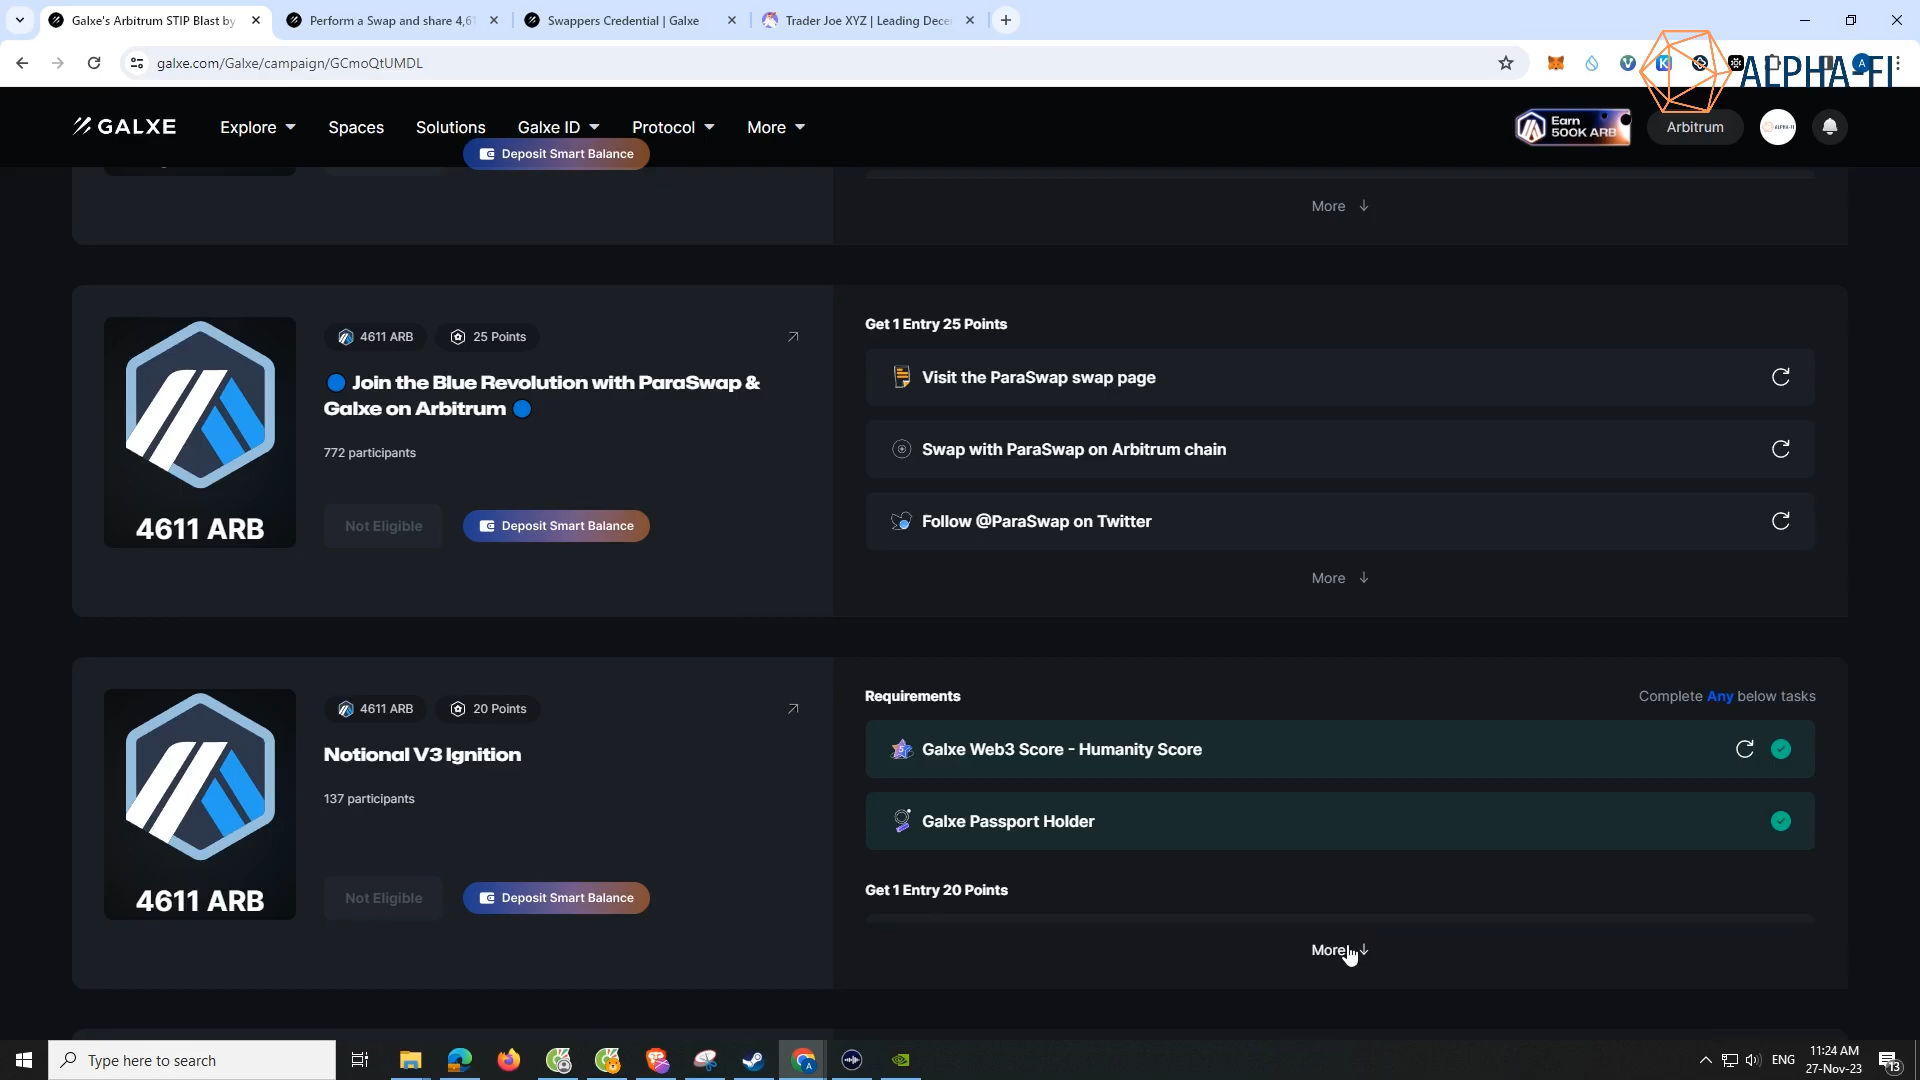 Galxe's Arbitrum STIP Blast by
Perform a Swap and share 4,6
Swappers Credential | Galxe
Trader Joe XYZ | Leading Dece
galxe.com/Galxe/campaign/GCmoQtUMDL
ALPHA-FI
GALXE
Explore
Spaces
Solutions
Galxe ID
Protocol
More
Earn
500K ARB
Arbitrum
ALPHA-FI
Deposit Smart Balance
More
4611 ARB
25 Points
Join the Blue Revolution with ParaSwap &
Galxe on Arbitrum
772 participants
4611 ARB
Not Eligible
Deposit Smart Balance
Get 1 Entry 25 Points
Visit the ParaSwap swap page
Swap with ParaSwap on Arbitrum chain
Follow @ParaSwap on Twitter
More
4611 ARB
20 Points
Notional V3 Ignition
137 participants
4611 ARB
Not Eligible
Deposit Smart Balance
Requirements
Complete Any below tasks
Galxe Web3 Score - Humanity Score
Galxe Passport Holder
Get 1 Entry 20 Points
More
Type here to search
ENG
11:24 AM
27-Nov-23
13